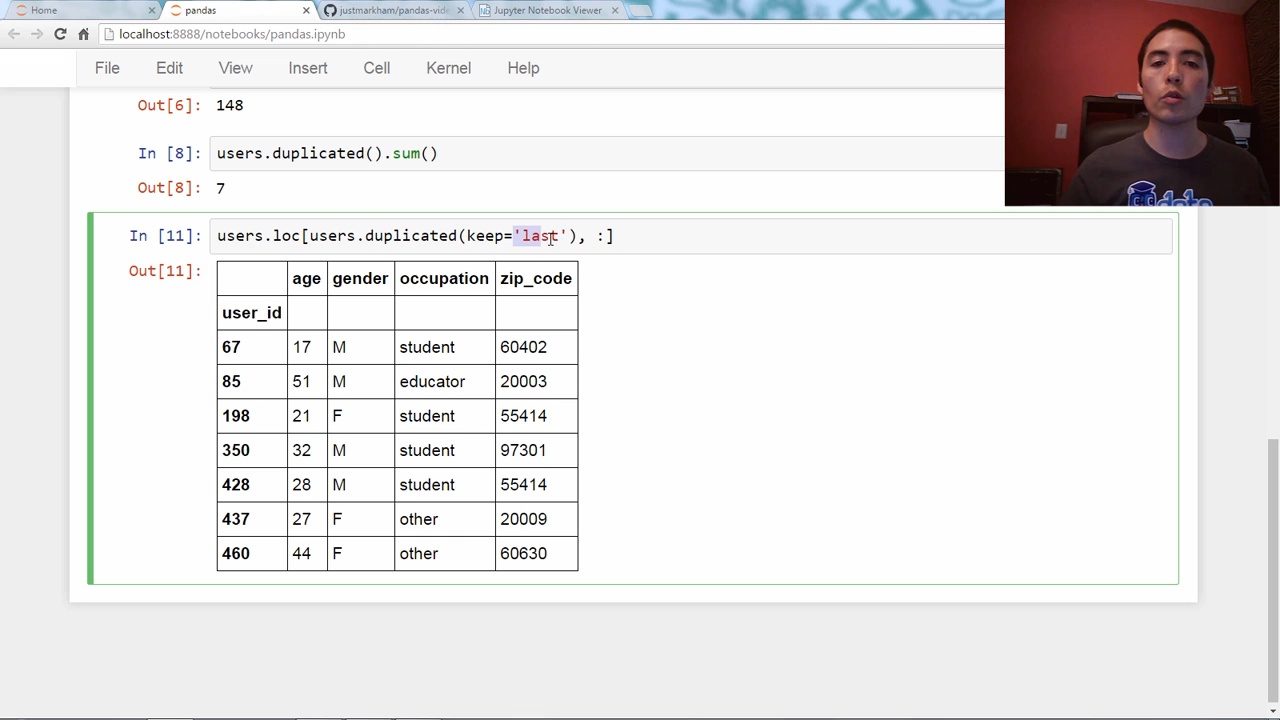 Home
pandas
justmarkham/pandas-vide
Jupyter Notebook Viewer
localhost:8888/notebooks/pandas.ipynb
File Edit View Insert Cell Kernel Help
Out[6]: 148
In [8]: users.duplicated().sum()
Out[8]: 7
In [11]: users.loc[users.duplicated(keep='last'), :]
Out[11]:
age gender occupation zip_code
user_id
67 17 M student 60402
85 51 M educator 20003
198 21 F student 55414
350 32 M student 97301
428 28 M student 55414
437 27 F other 20009
460 44 F other 60630